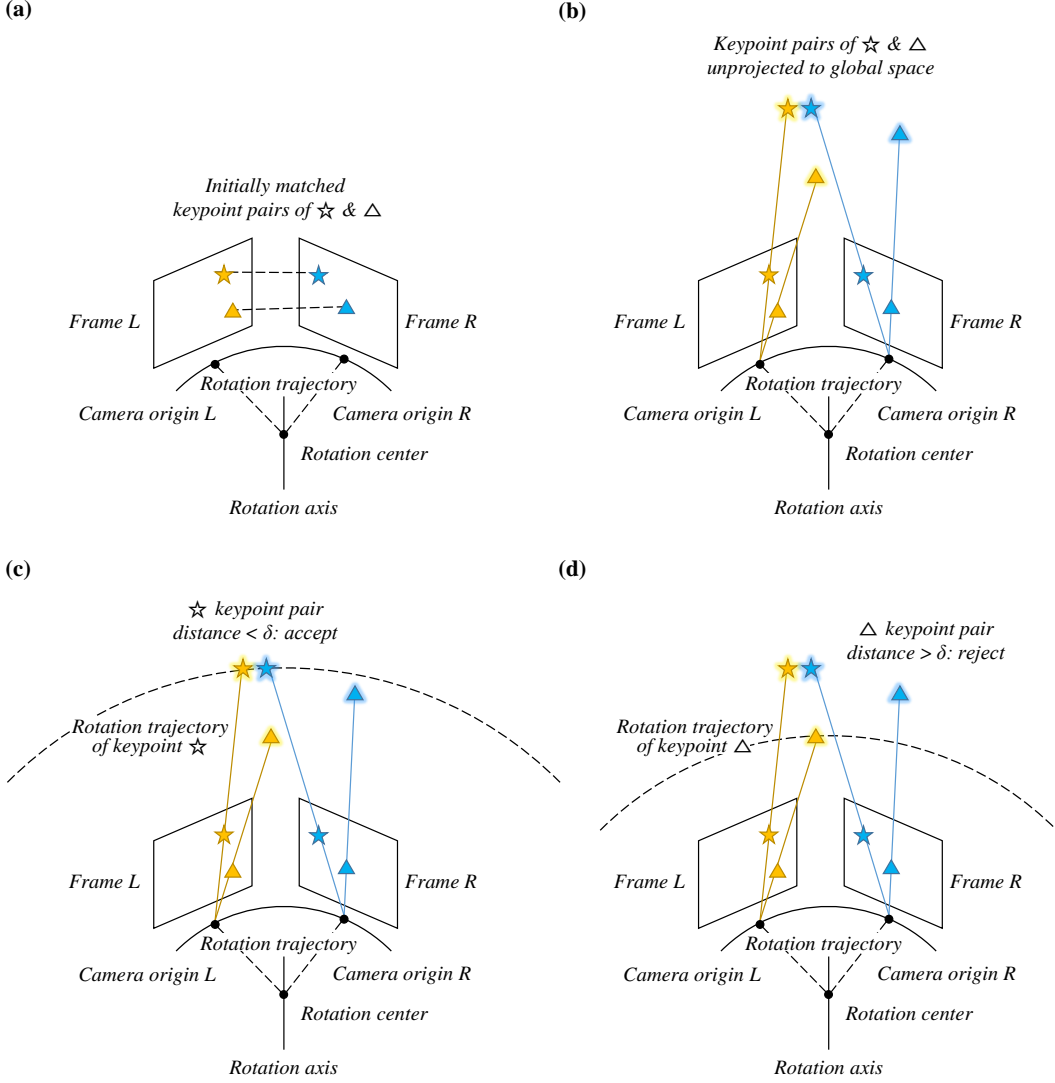 (a)
Initially matched
keypoint pairs of ☆ & △
Frame L
Frame R
Rotation trajectory
Camera origin L
Camera origin R
Rotation center
Rotation axis
(b)
Keypoint pairs of ☆ & △
unprojected to global space
Frame L
Frame R
Rotation trajectory
Camera origin L
Camera origin R
Rotation center
Rotation axis
(c)
☆ keypoint pair
distance < δ: accept
Rotation trajectory
of keypoint ☆
Frame L
Frame R
Rotation trajectory
Camera origin L
Camera origin R
Rotation center
Rotation axis
(d)
△ keypoint pair
distance > δ: reject
Rotation trajectory
of keypoint △
Frame L
Frame R
Rotation trajectory
Camera origin L
Camera origin R
Rotation center
Rotation axis